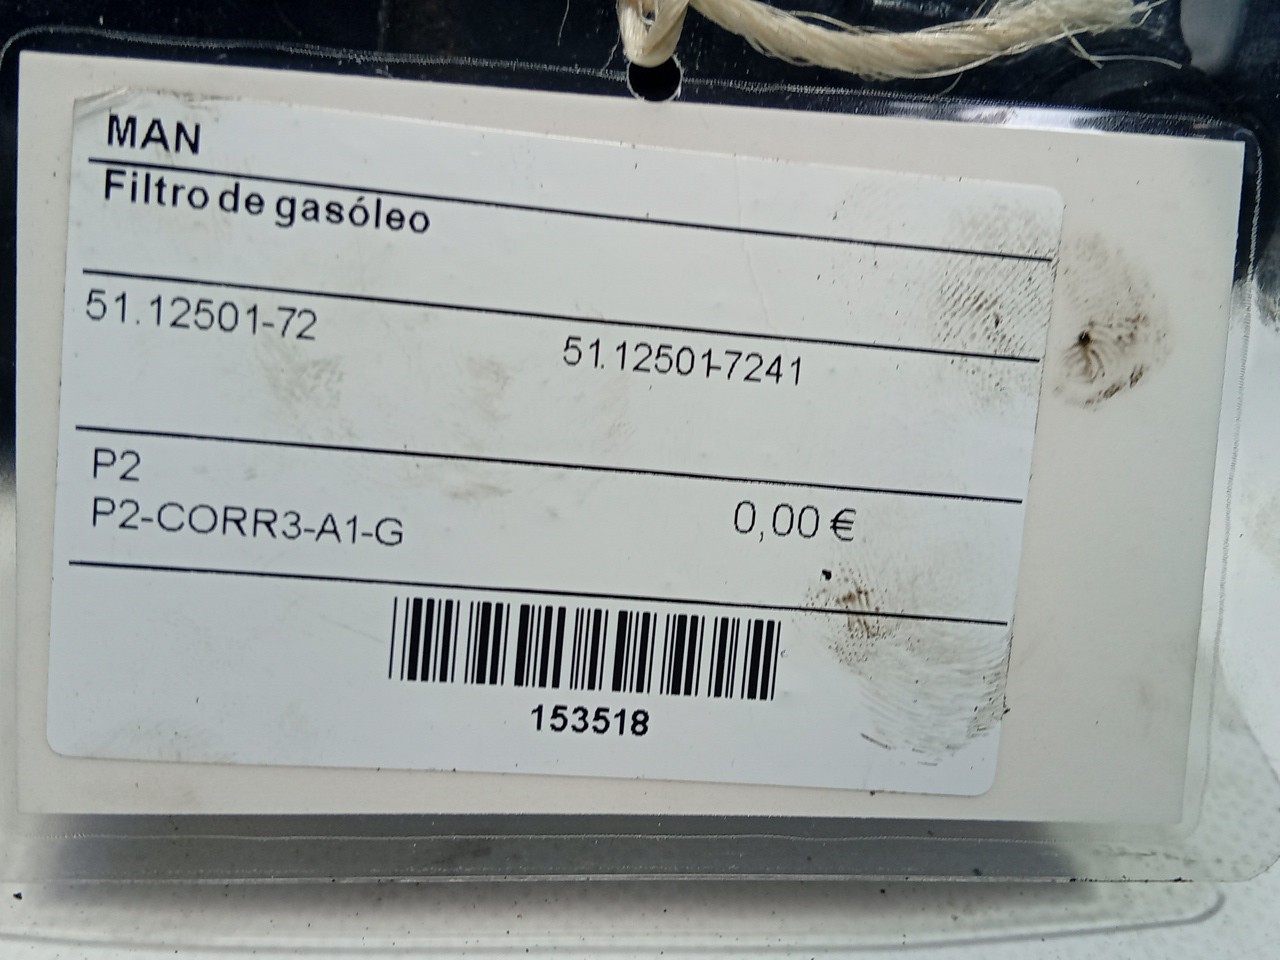 MAN
Filtro de gasóleo
51.12501-72
51.12501-7241
P2
P2-CORR3-A1-G
0,00 €
153518